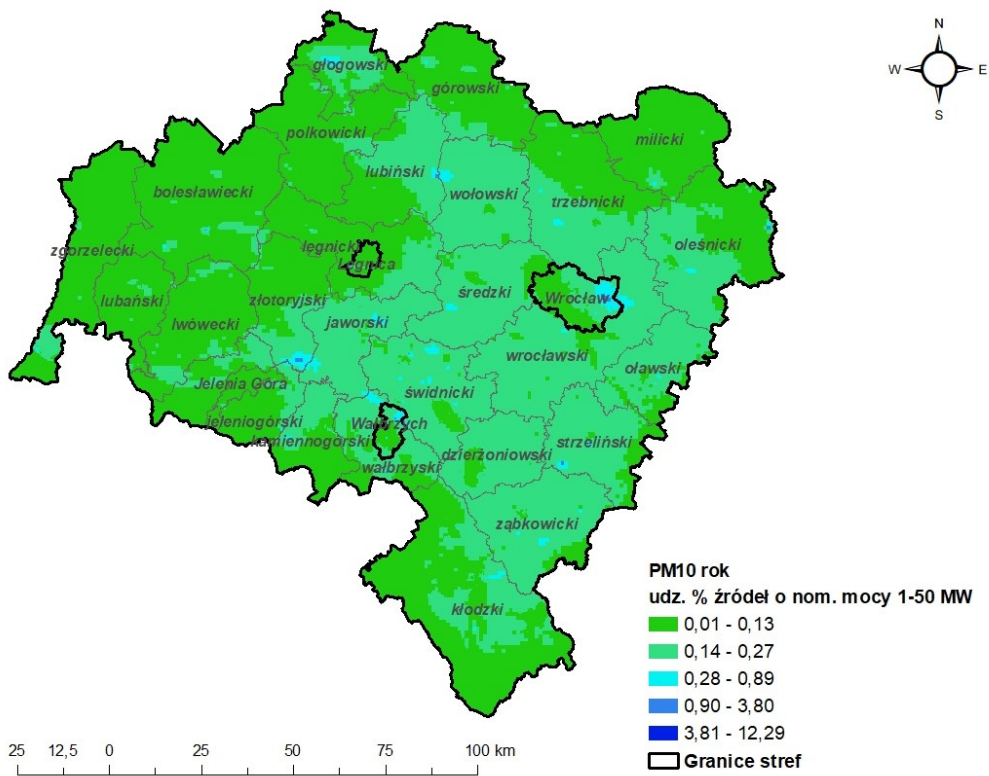 N
W E
S
głogowski
górowski
polkowicki
milicki
lubiński
bolesławiecki
wołowski
trzebnicki
zgorzelecki
legnicki
oleśnicki
Legnica
lubański
złotoryjski
średzki
Wrocław
lwówecki
jaworski
wrocławski
oławski
Jelenia Góra
świdnicki
jeleniogórski
Wałbrzych
kamiennogórski
strzeliński
wałbrzyski
dzierżoniowski
ząbkowicki
kłodzki
PM10 rok
udz. % źródeł o nom. mocy 1-50 MW
0,01 - 0,13
0,14 - 0,27
0,28 - 0,89
0,90 - 3,80
3,81 - 12,29
Granice stref
25 12,5 0 25 50 75 100 km